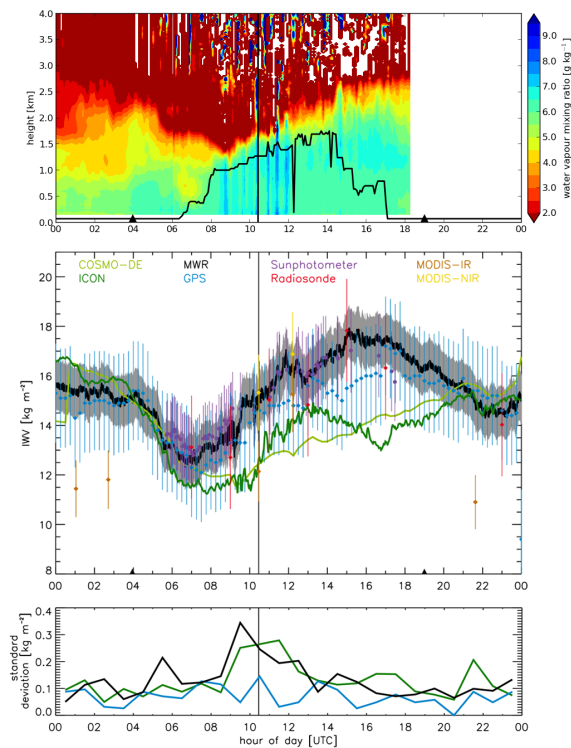 4.0
3.5
3.0
2.5
2.0
1.5
1.0
0.5
0.0
height [km]
00 02 04 06 08 10 12 14 16 18 20 22 00
9.0
8.0
7.0
6.0
5.0
4.0
3.0
2.0
water vapour mixing ratio [g kg⁻¹]
COSMO-DE MWR Sunphotometer MODIS-IR
ICON GPS Radiosonde MODIS-NIR
20
18
16
14
12
10
8
IWV [kg m⁻²]
00 02 04 06 08 10 12 14 16 18 20 22 00
0.4
0.3
0.2
0.1
0.0
standard
deviation [kg m⁻²]
00 02 04 06 08 10 12 14 16 18 20 22 00
hour of day [UTC]